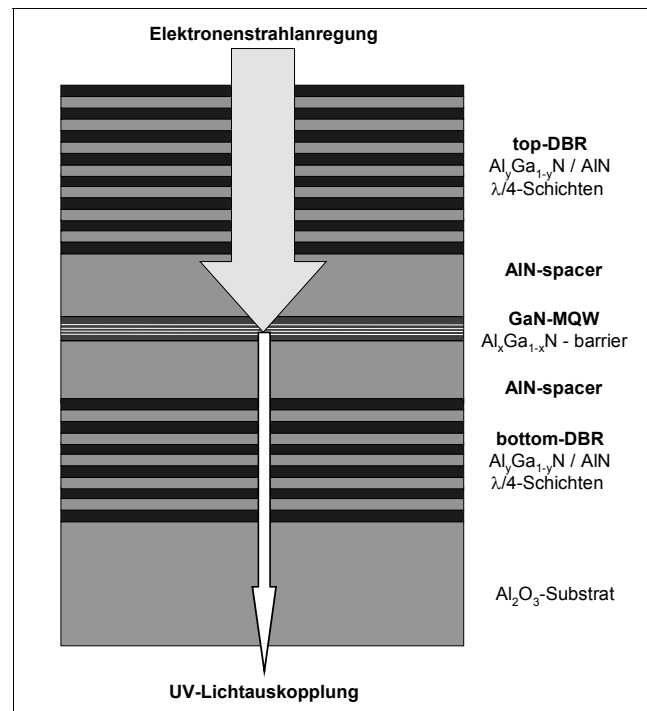 Elektronenstrahlanregung
top-DBR
AlyGa1-yN / AlN
λ/4-Schichten
AlN-spacer
GaN-MQW
AlxGa1-xN - barrier
AlN-spacer
bottom-DBR
AlyGa1-yN / AlN
λ/4-Schichten
Al2O3-Substrat
UV-Lichtauskopplung